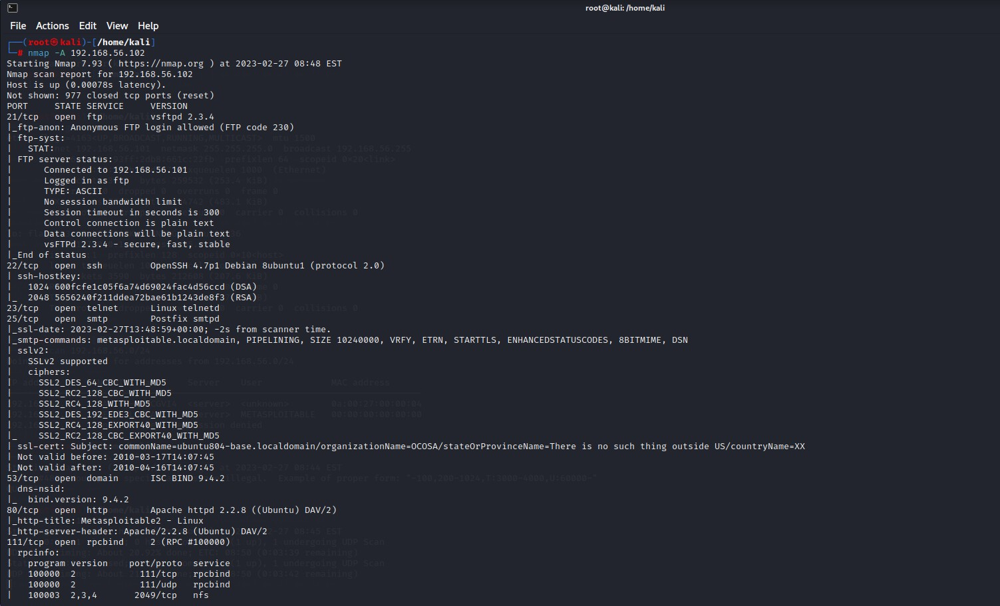 root@kali: /home/kali
File Actions Edit View Help
┌──(root㉿kali)-[/home/kali]
└─# nmap -A 192.168.56.102
Starting Nmap 7.93 ( https://nmap.org ) at 2023-02-27 08:48 EST
Nmap scan report for 192.168.56.102
Host is up (0.00078s latency).
Not shown: 977 closed tcp ports (reset)
PORT     STATE SERVICE     VERSION
21/tcp   open  ftp         vsftpd 2.3.4
|_ftp-anon: Anonymous FTP login allowed (FTP code 230)
| ftp-syst:
|   STAT:
| FTP server status:
|      Connected to 192.168.56.101
|      Logged in as ftp
|      TYPE: ASCII
|      No session bandwidth limit
|      Session timeout in seconds is 300
|      Control connection is plain text
|      Data connections will be plain text
|      vsFTPd 2.3.4 - secure, fast, stable
|_End of status
22/tcp   open  ssh         OpenSSH 4.7p1 Debian 8ubuntu1 (protocol 2.0)
| ssh-hostkey:
|   1024 600fcfe1c05f6a74d69024fac4d56ccd (DSA)
|_  2048 5656240f211ddea72bae61b1243de8f3 (RSA)
23/tcp   open  telnet      Linux telnetd
25/tcp   open  smtp        Postfix smtpd
|_ssl-date: 2023-02-27T13:48:59+00:00; -2s from scanner time.
|_smtp-commands: metasploitable.localdomain, PIPELINING, SIZE 10240000, VRFY, ETRN, STARTTLS, ENHANCEDSTATUSCODES, 8BITMIME, DSN
| sslv2:
|   SSLv2 supported
|   ciphers:
|     SSL2_DES_64_CBC_WITH_MD5
|     SSL2_RC2_128_CBC_WITH_MD5
|     SSL2_RC4_128_WITH_MD5
|     SSL2_DES_192_EDE3_CBC_WITH_MD5
|     SSL2_RC4_128_EXPORT40_WITH_MD5
|_    SSL2_RC2_128_CBC_EXPORT40_WITH_MD5
| ssl-cert: Subject: commonName=ubuntu804-base.localdomain/organizationName=OCOSA/stateOrProvinceName=There is no such thing outside US/countryName=XX
| Not valid before: 2010-03-17T14:07:45
|_Not valid after:  2010-04-16T14:07:45
53/tcp   open  domain      ISC BIND 9.4.2
| dns-nsid:
|_  bind.version: 9.4.2
80/tcp   open  http        Apache httpd 2.2.8 ((Ubuntu) DAV/2)
|_http-title: Metasploitable2 - Linux
|_http-server-header: Apache/2.2.8 (Ubuntu) DAV/2
111/tcp  open  rpcbind     2 (RPC #100000)
| rpcinfo:
|   program version    port/proto  service
|   100000  2            111/tcp   rpcbind
|   100000  2            111/udp   rpcbind
|   100003  2,3,4       2049/tcp   nfs